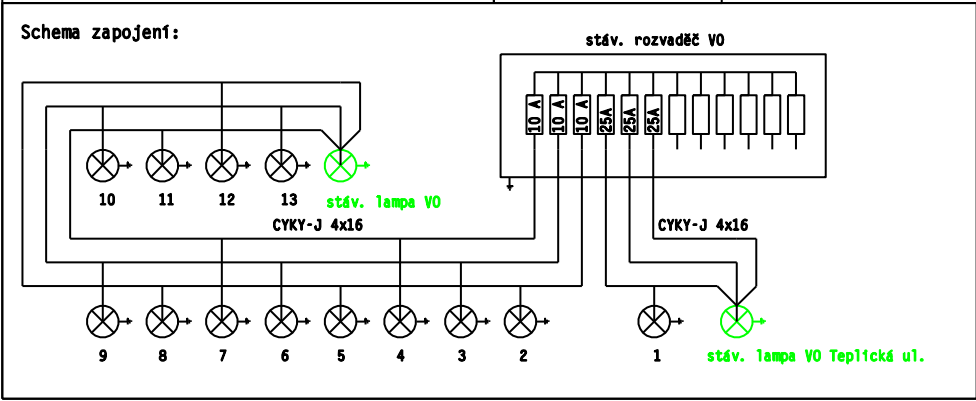 Schema zapojení:
stáv. rozvaděč VO
10 A 10 A 10 A 25A 25A 25A
10 11 12 13
stáv. lampa VO
CYKY-J 4x16
CYKY-J 4x16
9 8 7 6 5 4 3 2 1
stáv. lampa VO Teplická ul.